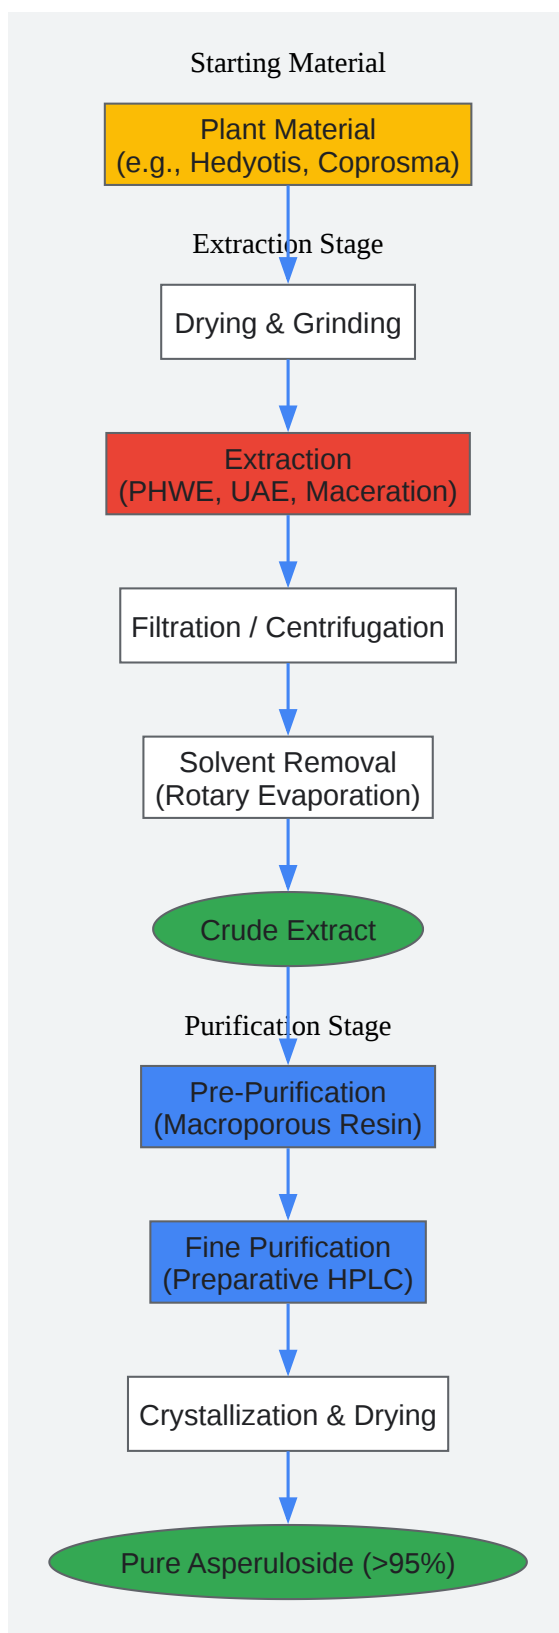 Starting Material
Plant Material
(e.g., Hedyotis, Coprosma)
Extraction Stage
Drying & Grinding
Extraction
(PHWE, UAE, Maceration)
Filtration / Centrifugation
Solvent Removal
(Rotary Evaporation)
Crude Extract
Purification Stage
Pre-Purification
(Macroporous Resin)
Fine Purification
(Preparative HPLC)
Crystallization & Drying
Pure Asperuloside (>95%)